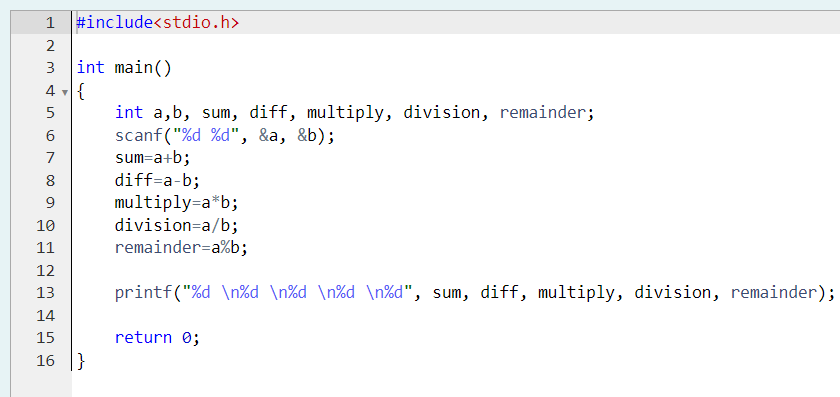 1 #include<stdio.h>
2
3 int main()
4 {
5     int a,b, sum, diff, multiply, division, remainder;
6     scanf("%d %d", &a, &b);
7     sum=a+b;
8     diff=a-b;
9     multiply=a*b;
10     division=a/b;
11     remainder=a%b;
12
13     printf("%d \n%d \n%d \n%d \n%d", sum, diff, multiply, division, remainder);
14
15     return 0;
16 }